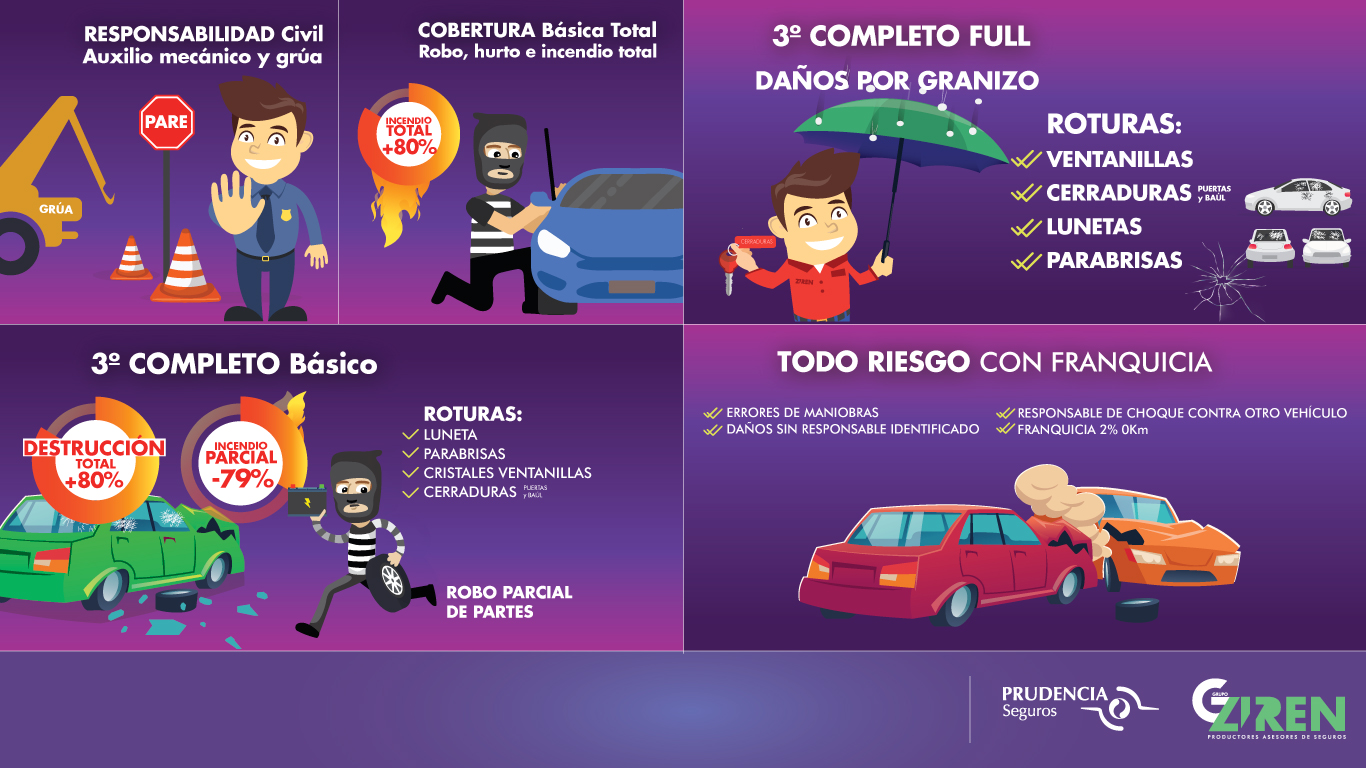 RESPONSABILIDAD Civil
Auxilio mecánico y grúa
PARE
GRÚA
COBERTURA Básica Total
Robo, hurto e incendio total
INCENDIO
TOTAL
+80%
3º COMPLETO FULL
DAÑOS POR GRANIZO
CERRADURAS
ZIREN
ROTURAS:
VENTANILLAS
CERRADURAS PUERTAS
y BAÚL
LUNETAS
PARABRISAS
3º COMPLETO Básico
DESTRUCCIÓN
TOTAL
+80%
INCENDIO
PARCIAL
-79%
ROTURAS:
LUNETA
PARABRISAS
CRISTALES VENTANILLAS
CERRADURAS PUERTAS
y BAÚL
ROBO PARCIAL
DE PARTES
TODO RIESGO CON FRANQUICIA
ERRORES DE MANIOBRAS
DAÑOS SIN RESPONSABLE IDENTIFICADO
RESPONSABLE DE CHOQUE CONTRA OTRO VEHÍCULO
FRANQUICIA 2% 0Km
PRUDENCIA
Seguros
GRUPO
ZIREN
PRODUCTORES ASESORES DE SEGUROS